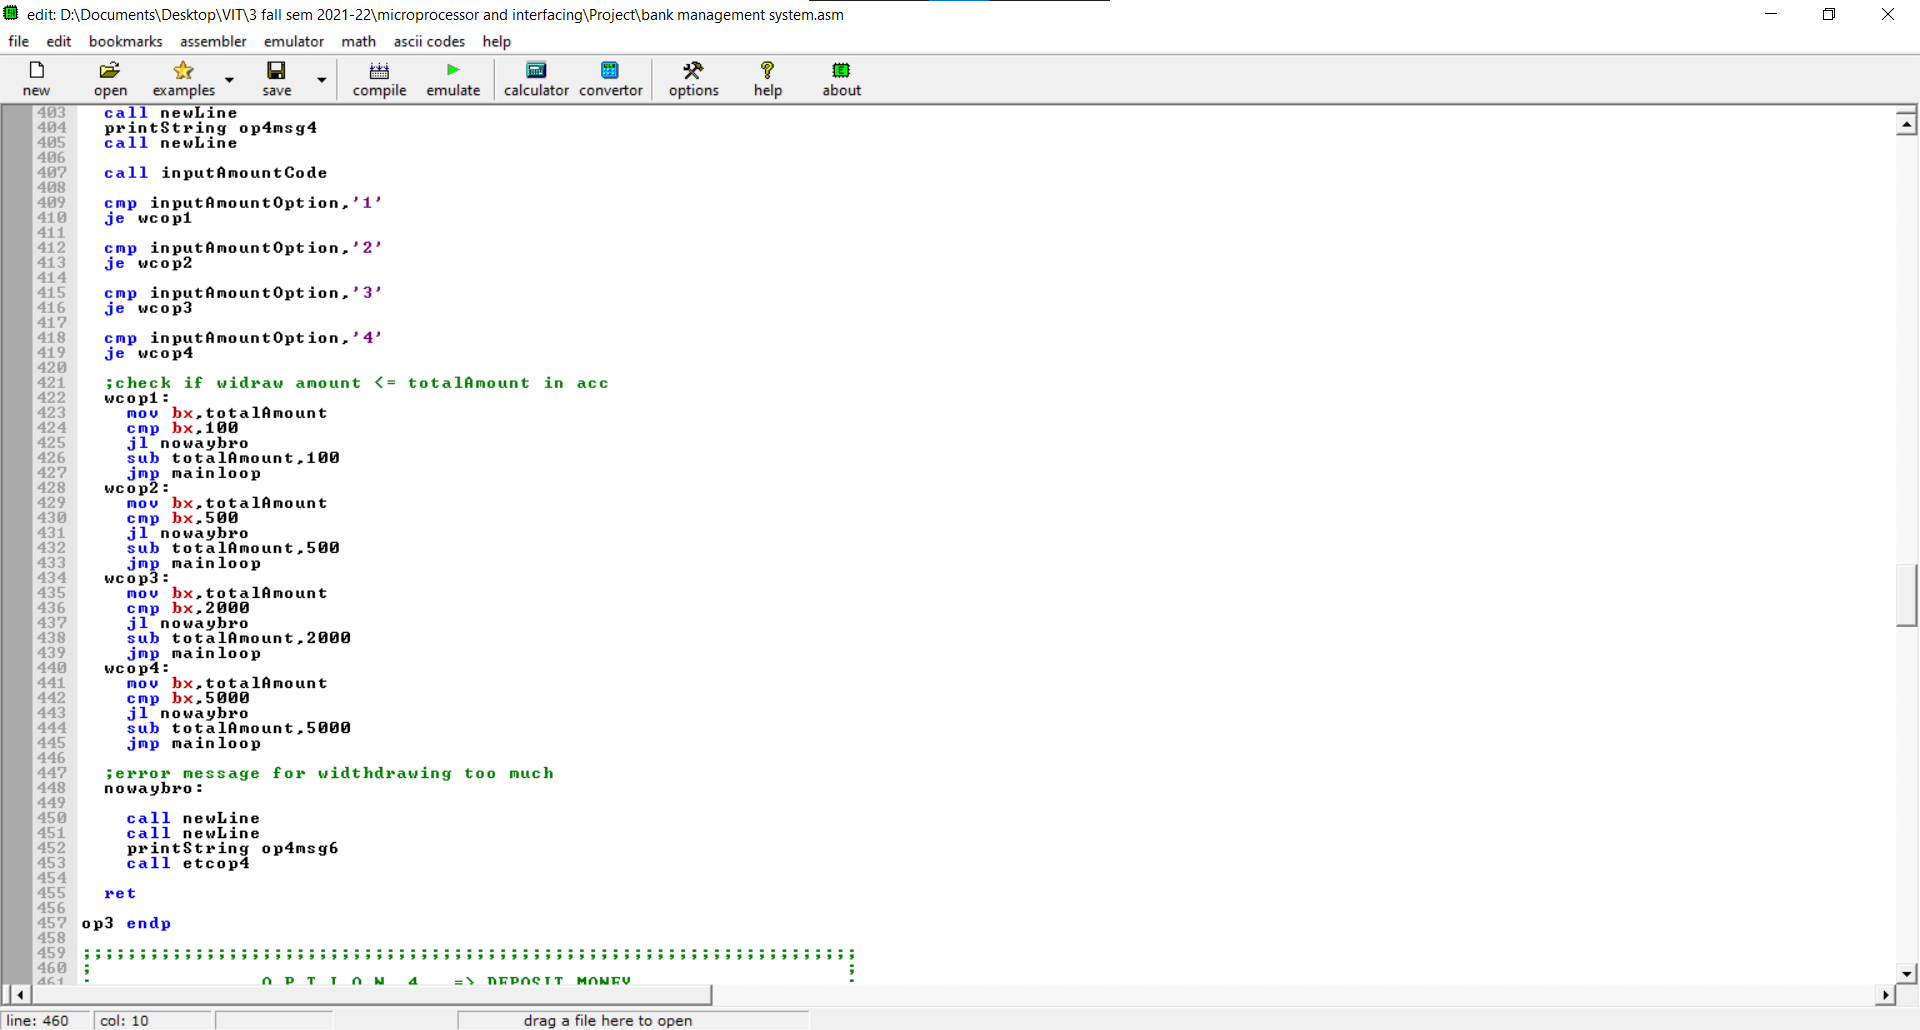 edit: D:\Documents\Desktop\VIT\3 fall sem 2021-22\microprocessor and interfacing\Project\bank management system.asm
file edit bookmarks assembler emulator math ascii codes help
new open examples save compile emulate calculator convertor options help about
403 call newLine
404 printString op4msg4
405 call newLine
406
407 call inputAmountCode
408
409 cmp inputAmountOption,'1'
410 je wcop1
411
412 cmp inputAmountOption,'2'
413 je wcop2
414
415 cmp inputAmountOption,'3'
416 je wcop3
417
418 cmp inputAmountOption,'4'
419 je wcop4
420
421 ;check if widraw amount <= totalAmount in acc
422 wcop1:
423 mov bx,totalAmount
424 cmp bx,100
425 jl nowaybro
426 sub totalAmount,100
427 jmp mainloop
428 wcop2:
429 mov bx,totalAmount
430 cmp bx,500
431 jl nowaybro
432 sub totalAmount,500
433 jmp mainloop
434 wcop3:
435 mov bx,totalAmount
436 cmp bx,2000
437 jl nowaybro
438 sub totalAmount,2000
439 jmp mainloop
440 wcop4:
441 mov bx,totalAmount
442 cmp bx,5000
443 jl nowaybro
444 sub totalAmount,5000
445 jmp mainloop
446
447 ;error message for widthdrawing too much
448 nowaybro:
449
450 call newLine
451 call newLine
452 printString op4msg6
453 call etcop4
454
455 ret
456
457 op3 endp
458
459 ;;;;;;;;;;;;;;;;;;;;;;;;;;;;;;;;;;;;;;;;;;;;;;;;;;;;;;;;;;;;;;;;;;;;;
460 ; ;
461 ; O P T I O N 4 => DEPOSIT MONEY ;
line: 460 col: 10 drag a file here to open